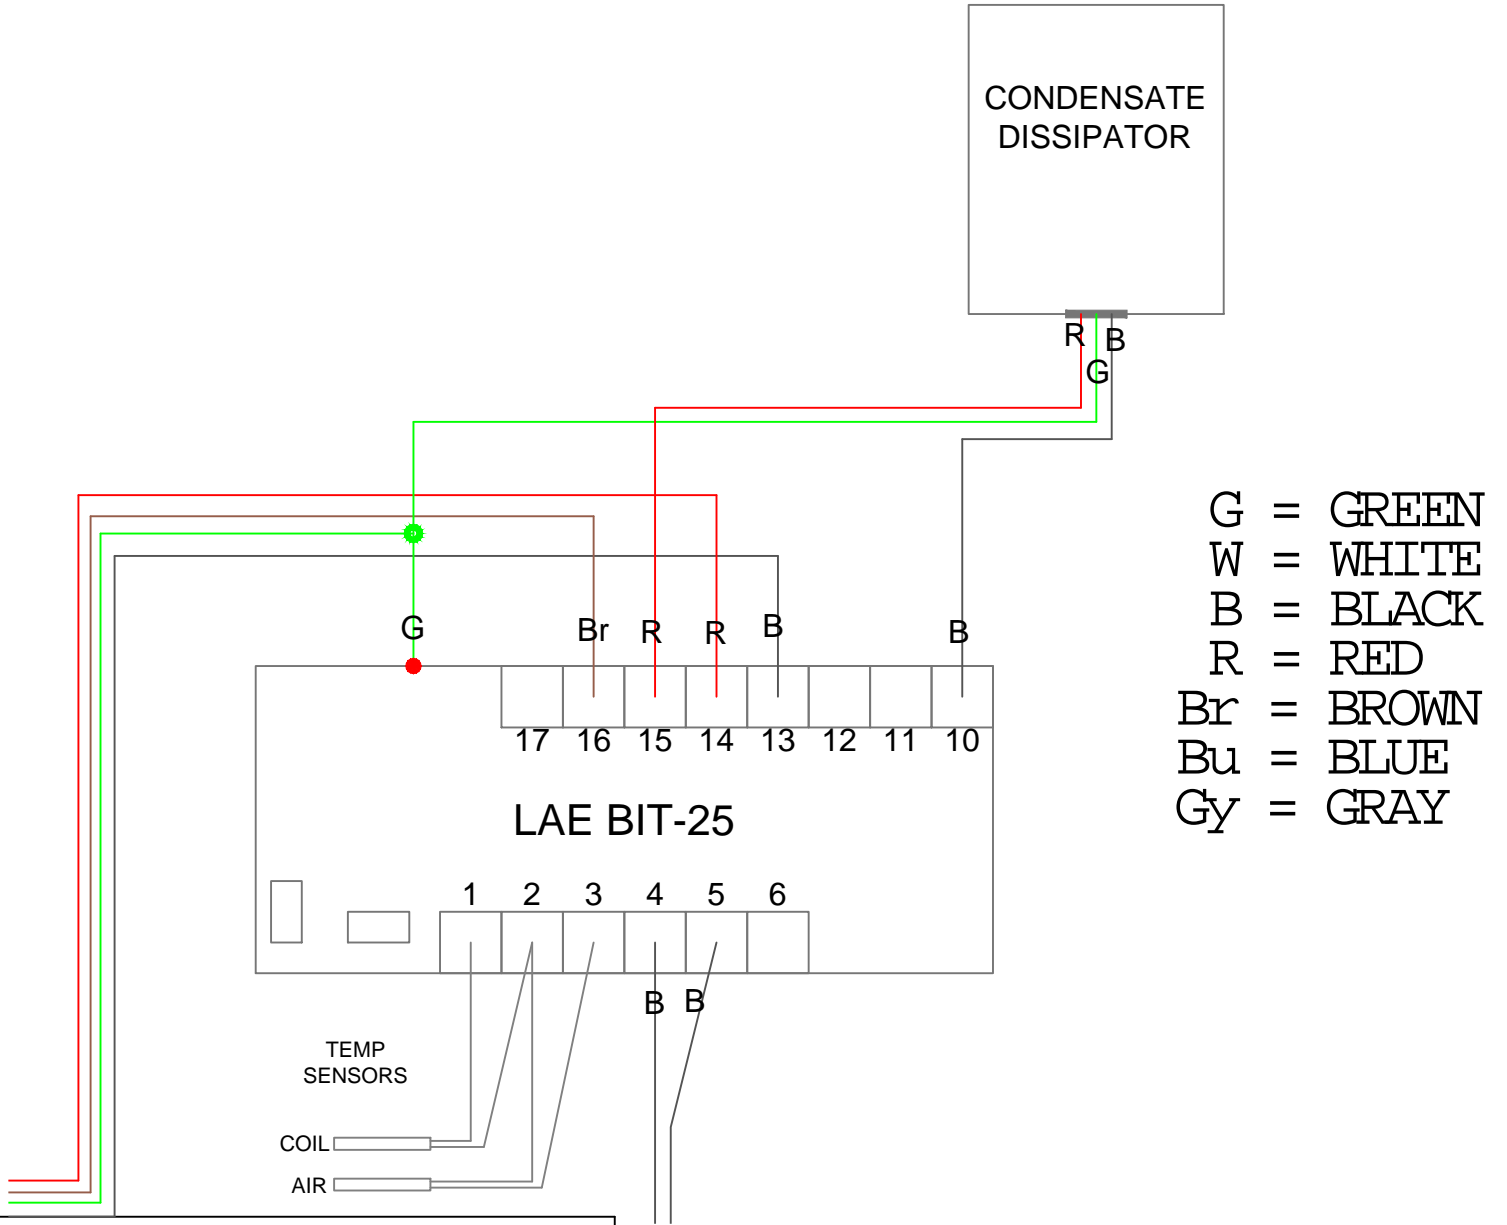 CONDENSATE
DISSIPATOR
R
B
G
G = GREEN
W = WHITE
B = BLACK
R = RED
Br = BROWN
Bu = BLUE
Gy = GRAY
G
Br
R
R
B
B
17 16 15 14 13 12 11 10
LAE BIT-25
1 2 3 4 5 6
B
B
TEMP
SENSORS
COIL
AIR